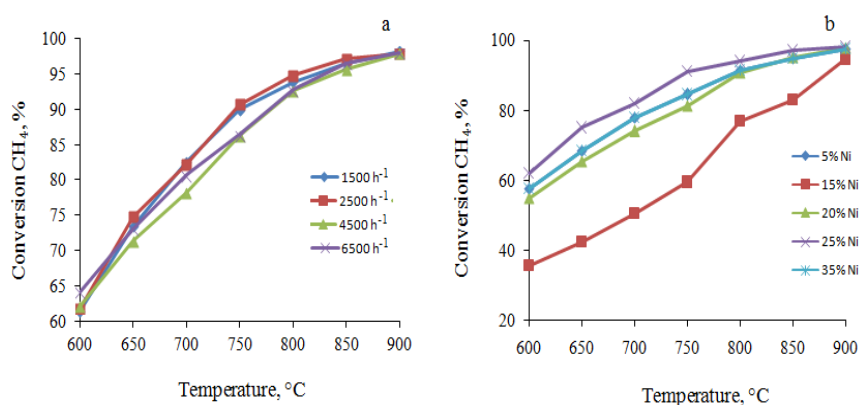 a
Conversion CH₄, %
100
95
90
85
80
75
70
65
60
600 650 700 750 800 850 900
Temperature, °C
1500 h⁻¹
2500 h⁻¹
4500 h⁻¹
6500 h⁻¹
b
Conversion CH₄, %
100
80
60
40
20
600 650 700 750 800 850 900
Temperature, °C
5% Ni
15% Ni
20% Ni
25% Ni
35% Ni